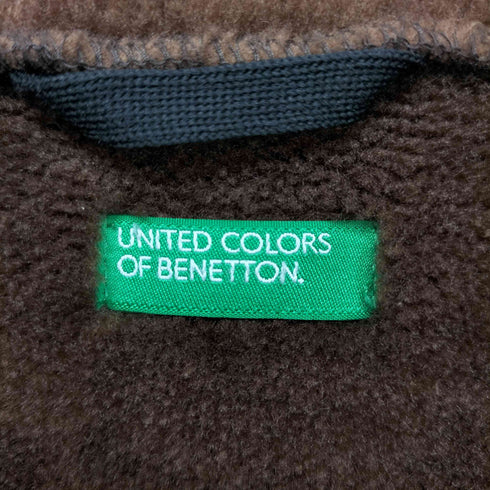 UNITED COLORS
OF BENETTON.